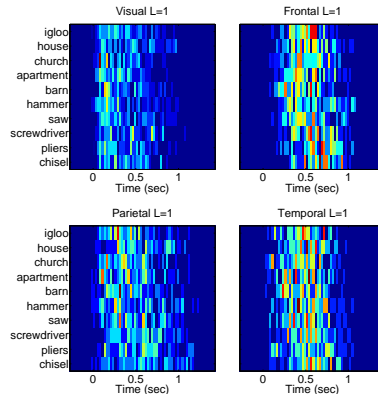 Visual L=1
Frontal L=1
igloo
house
church
apartment
barn
hammer
saw
screwdriver
pliers
chisel
0 0.5 1
0 0.5 1
Time (sec)
Time (sec)
Parietal L=1
Temporal L=1
igloo
house
church
apartment
barn
hammer
saw
screwdriver
pliers
chisel
0 0.5 1
0 0.5 1
Time (sec)
Time (sec)